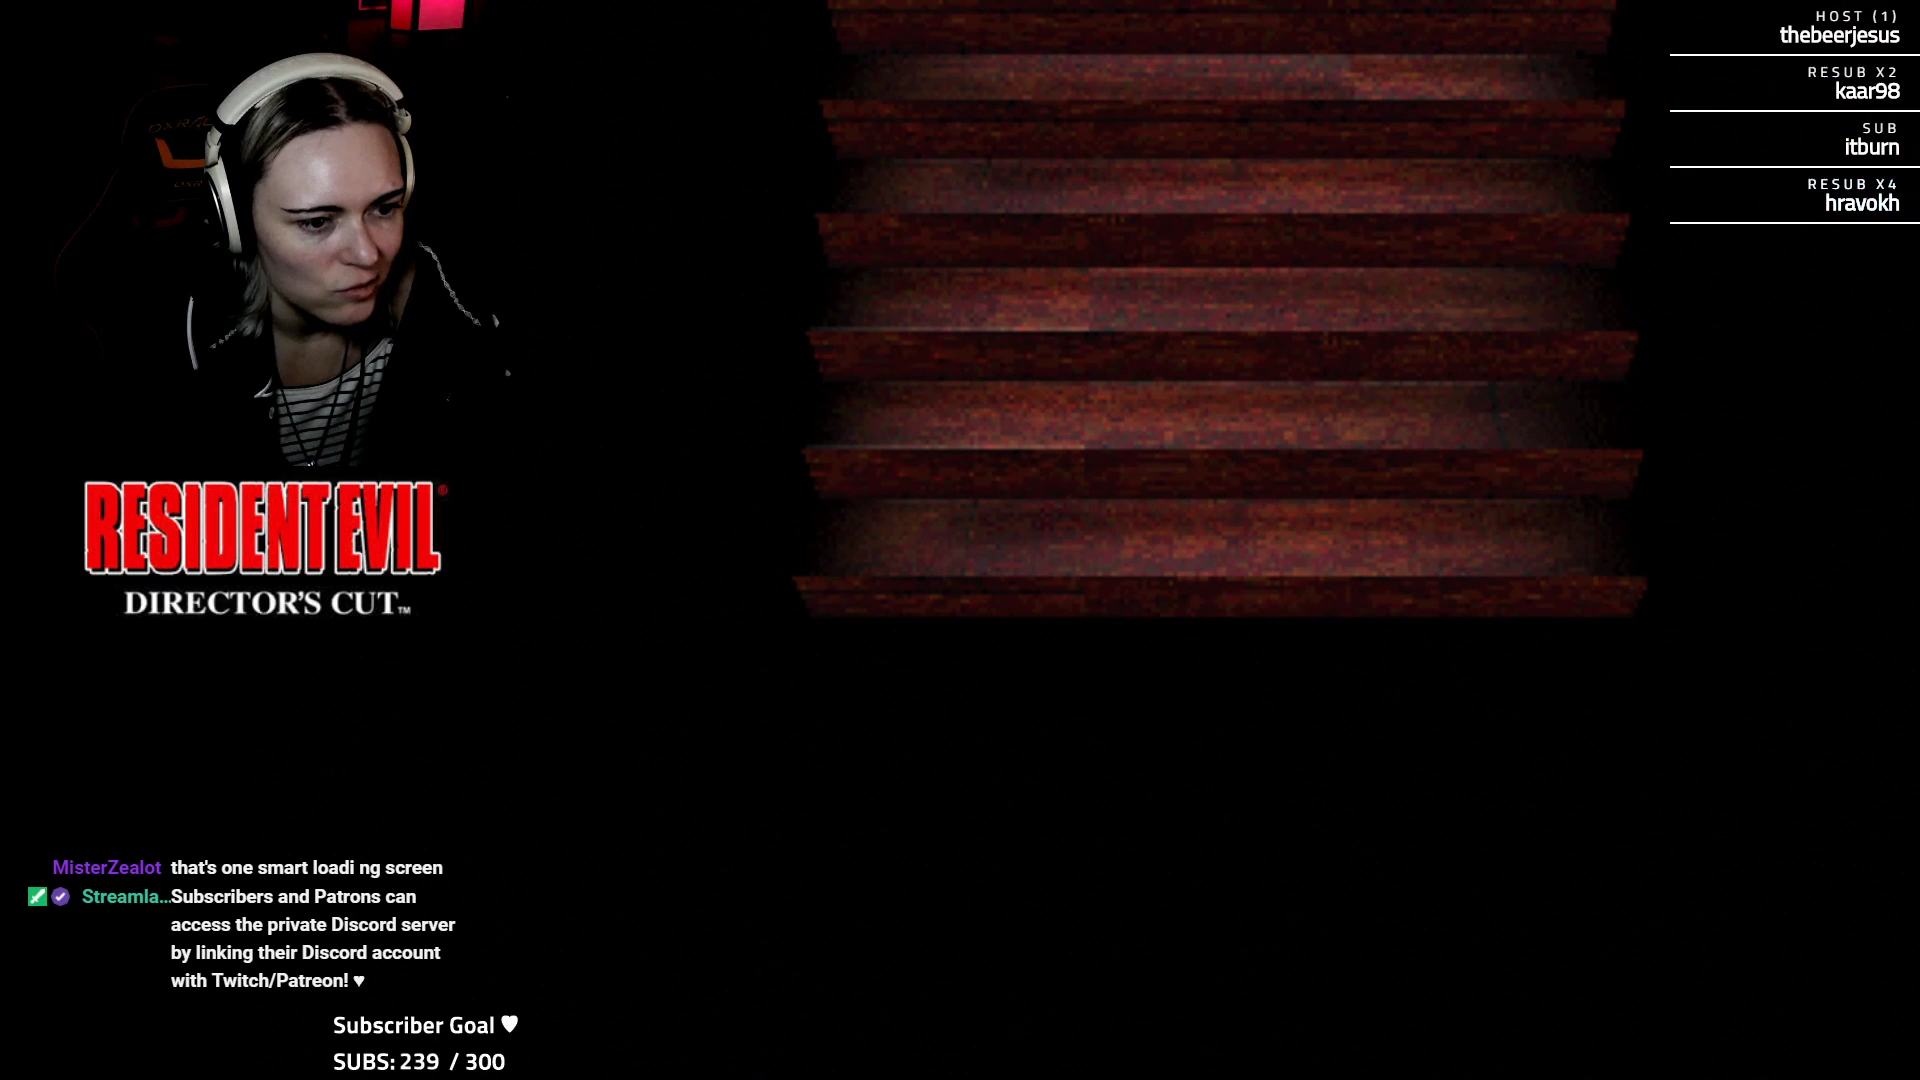 HOST (1)
thebeerjesus
RESUB X2
kaar98
SUB
itburn
RESUB X4
hravokh
RESIDENT EVIL®
DIRECTOR'S CUT™
MisterZealot that's one smart loadi ng screen
Streamla... Subscribers and Patrons can
access the private Discord server
by linking their Discord account
with Twitch/Patreon! ♥
Subscriber Goal ♥
SUBS: 239 / 300